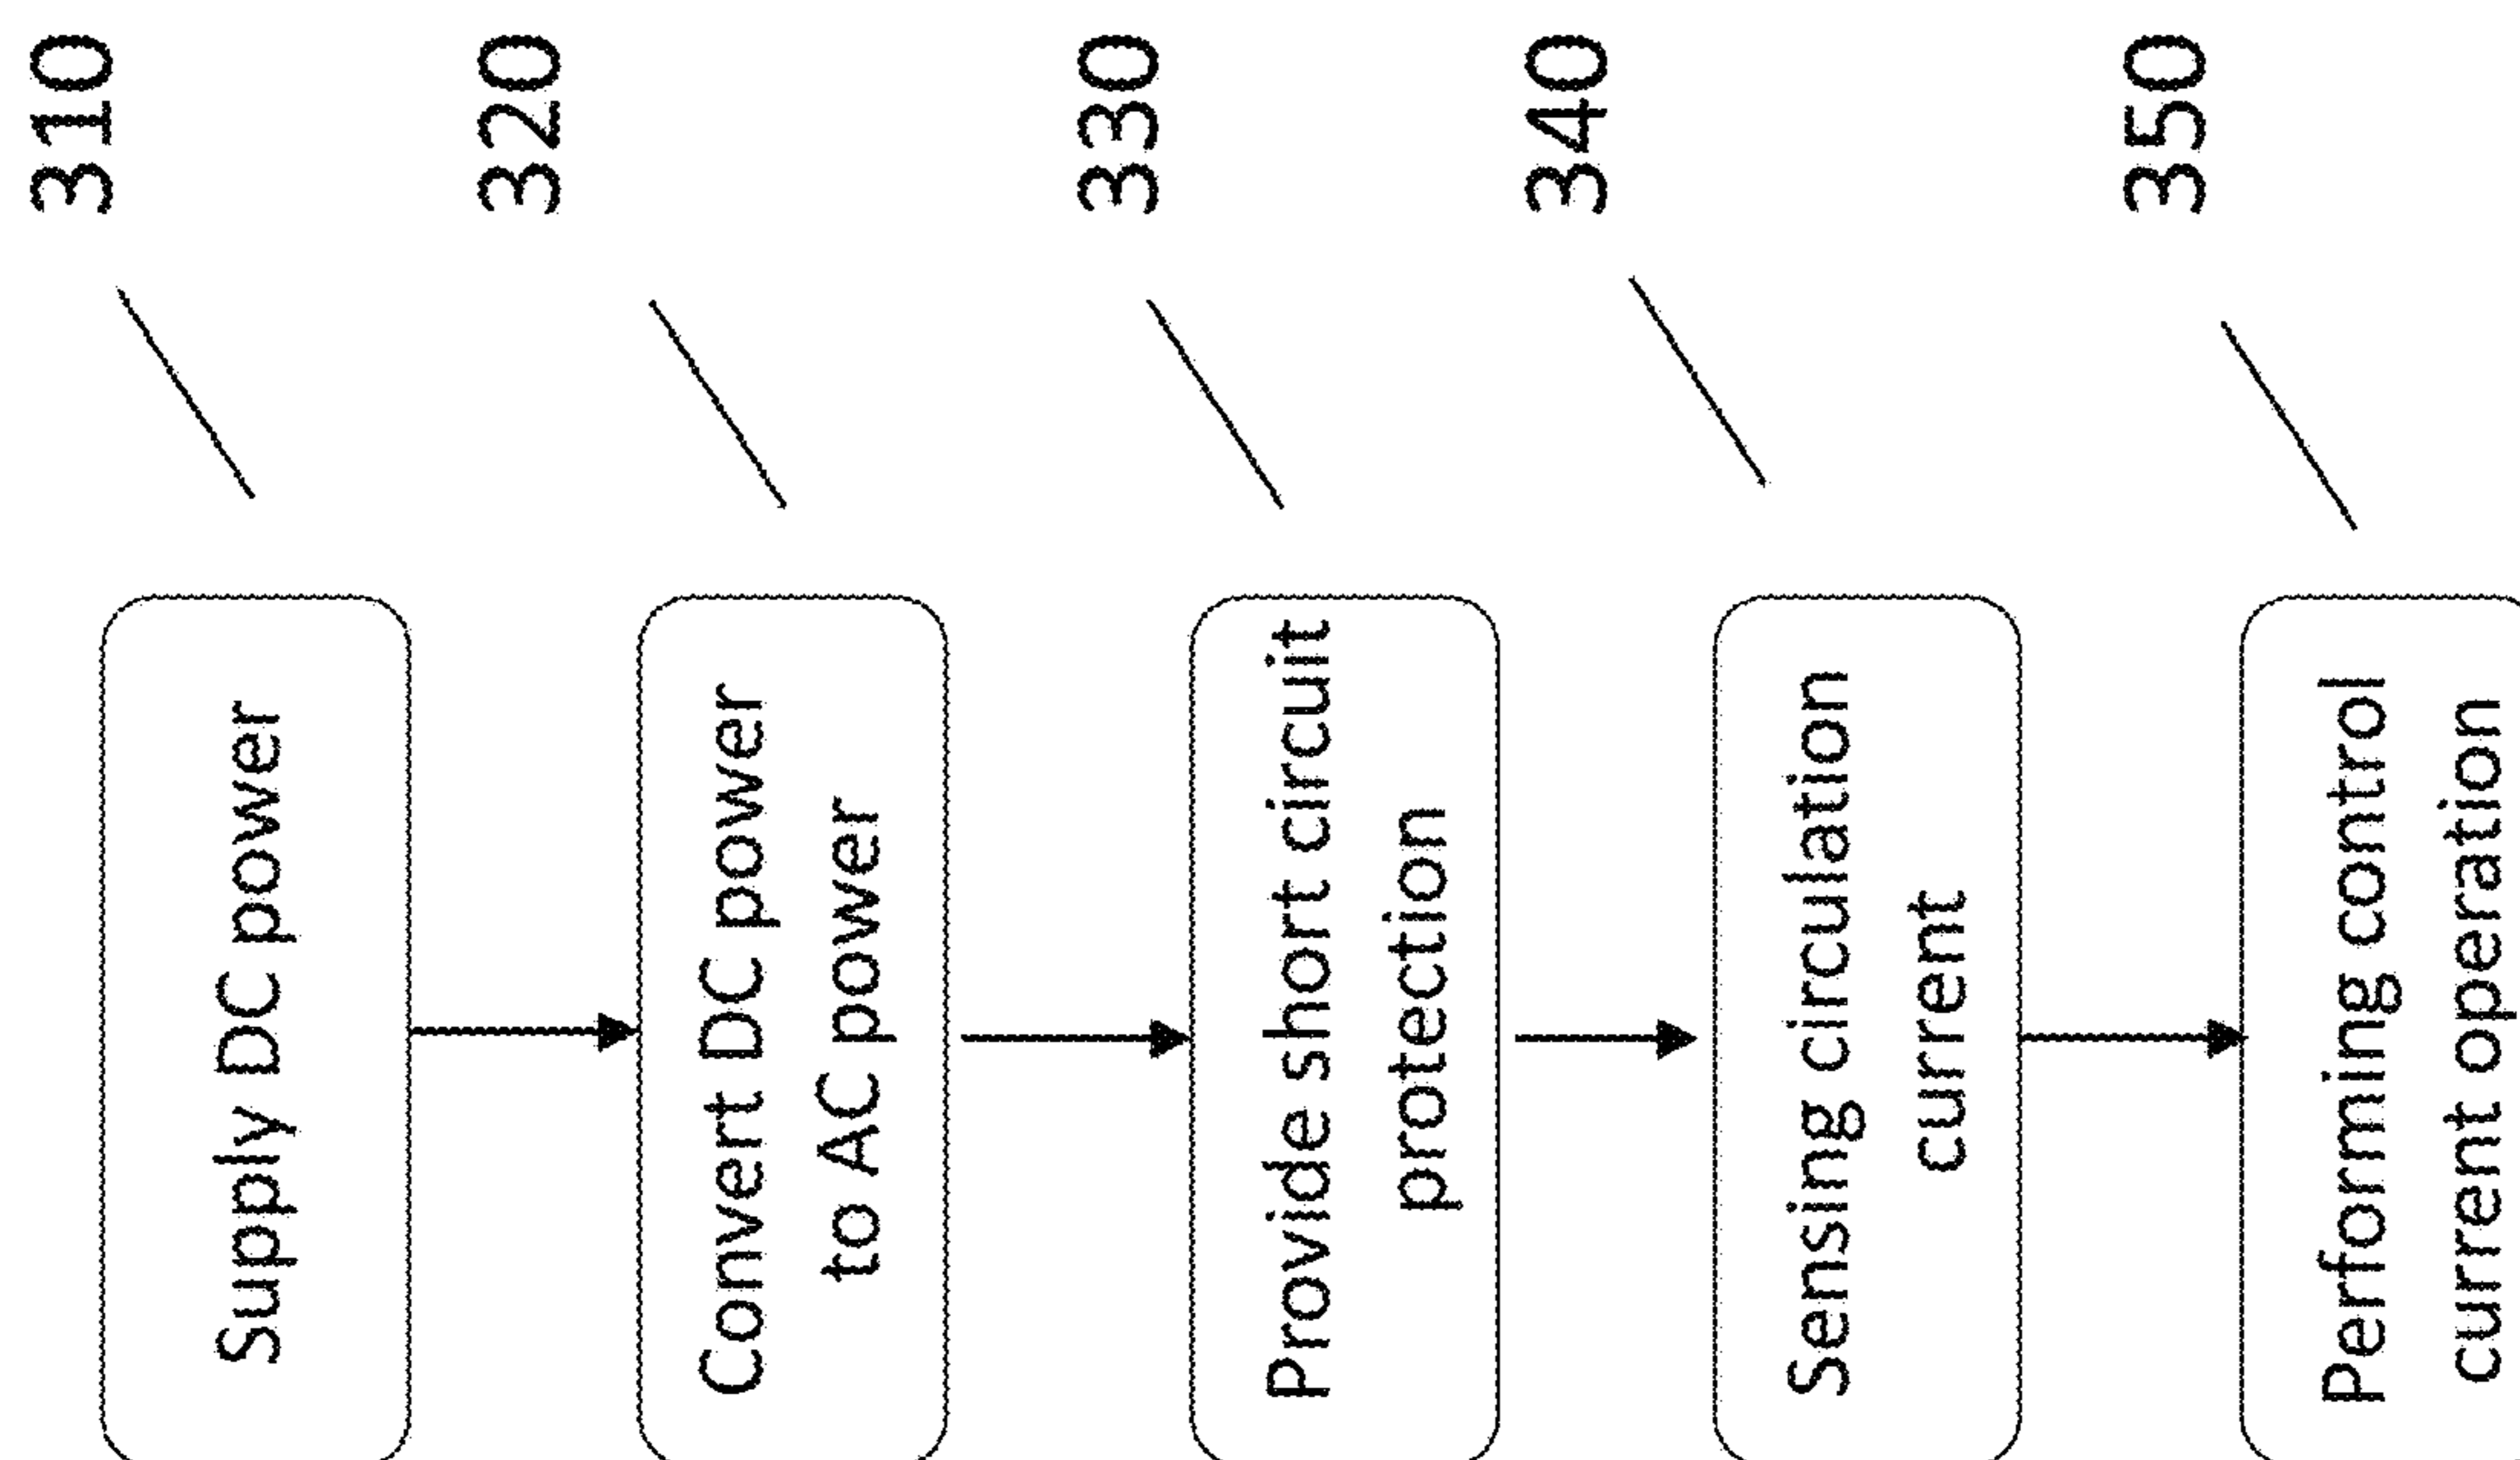 Supply DC power
310
Convert DC power
to AC power
320
Provide short circuit
protection
330
Sensing circulation
current
340
Performing control
current operation
350